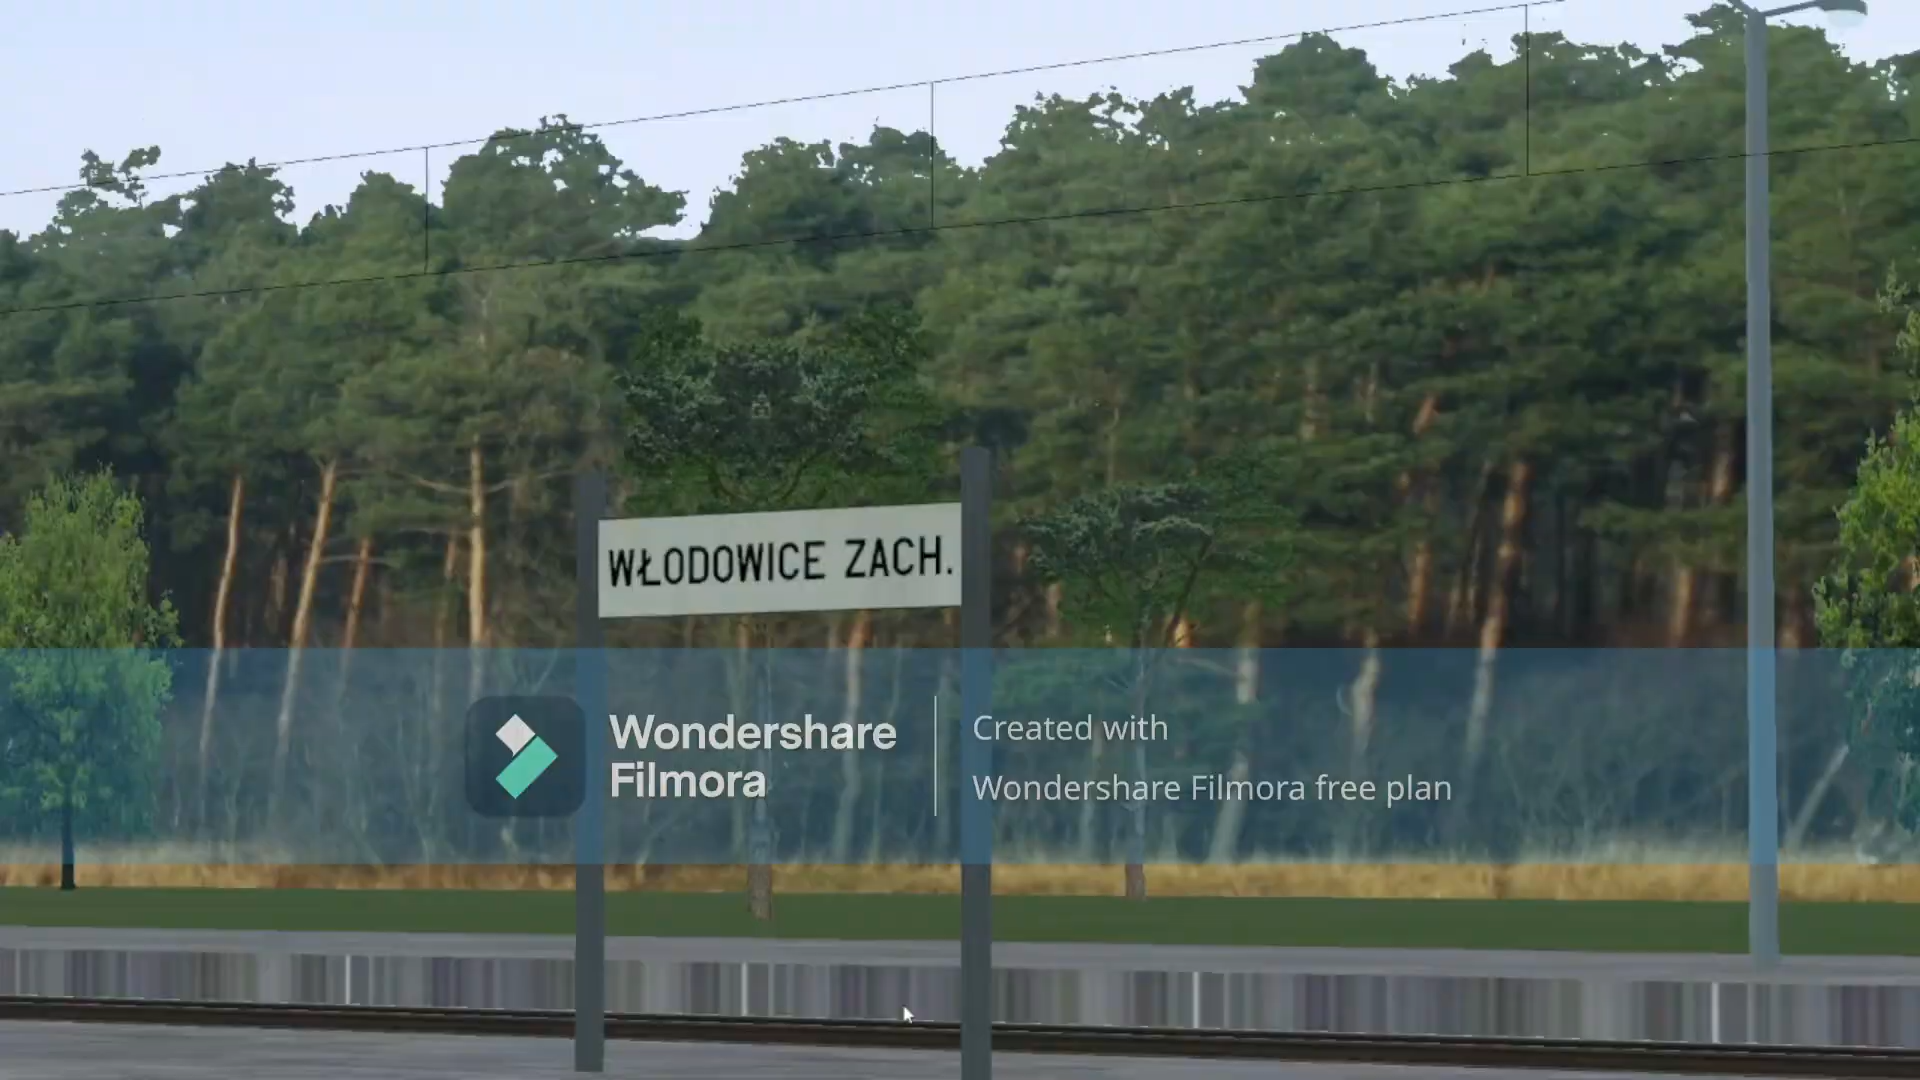 WŁODOWICE ZACH.
Wondershare
Filmora
Created with
Wondershare Filmora free plan